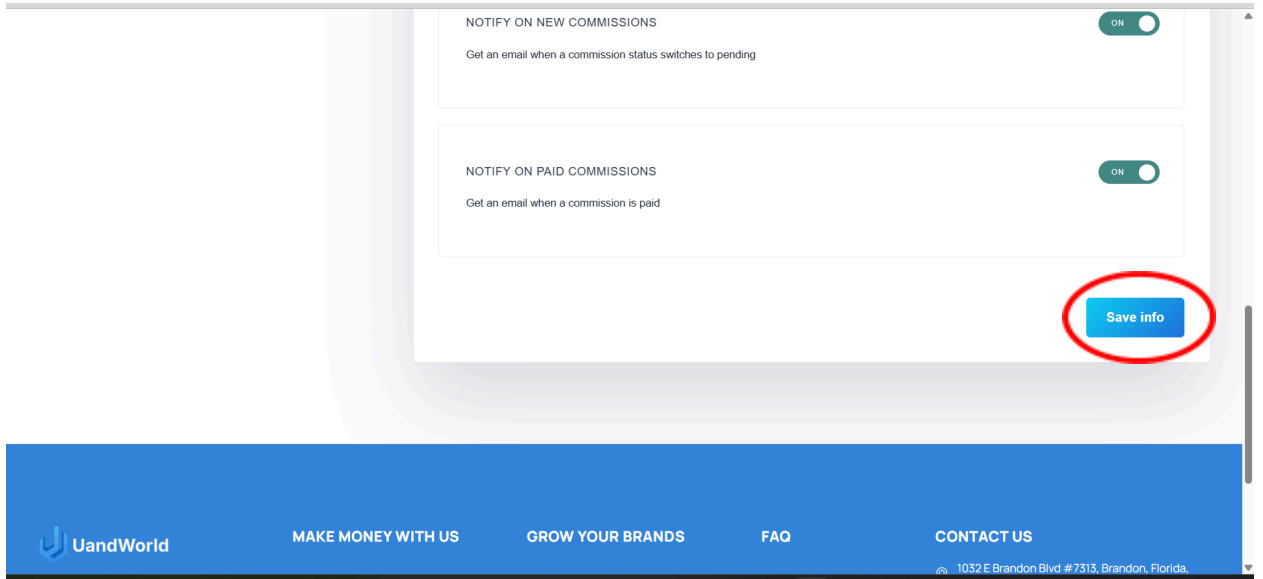 NOTIFY ON NEW COMMISSIONS
ON
Get an email when a commission status switches to pending
NOTIFY ON PAID COMMISSIONS
ON
Get an email when a commission is paid
Save info
UandWorld
MAKE MONEY WITH US
GROW YOUR BRANDS
FAQ
CONTACT US
1032 E Brandon Blvd #7313, Brandon, Florida,